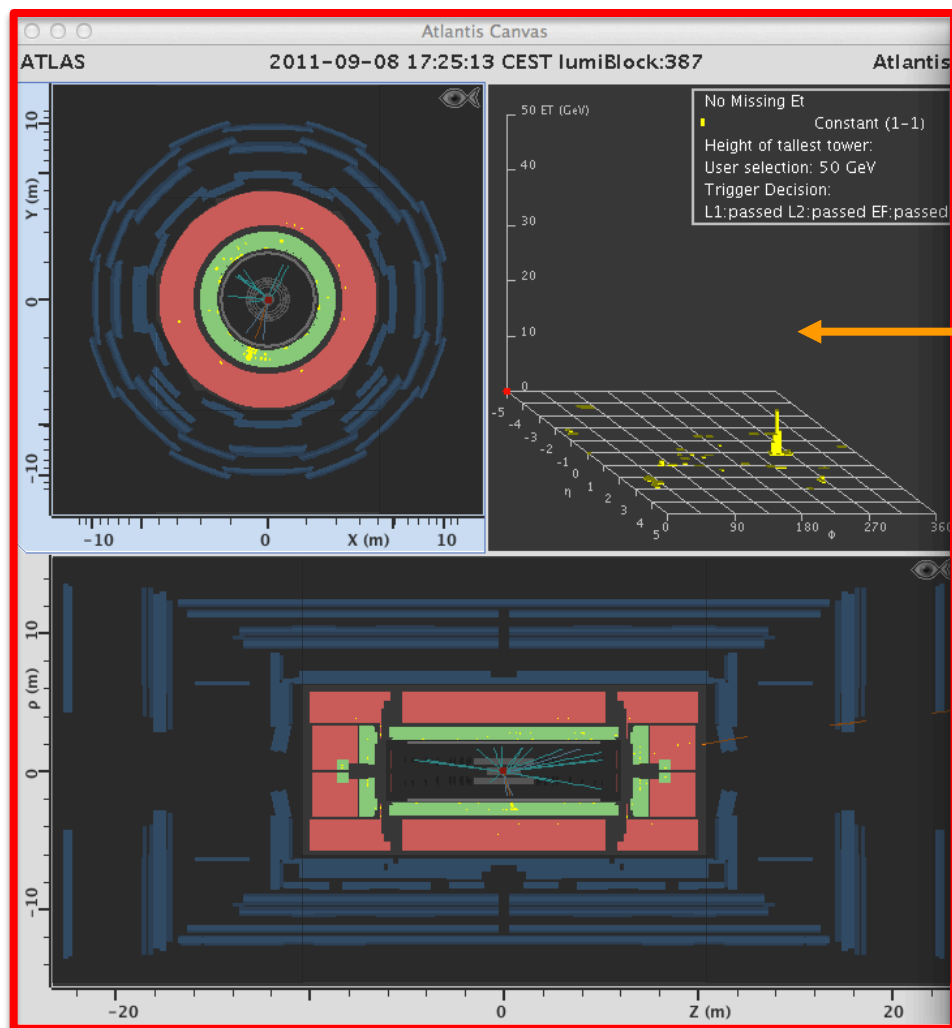 Atlantis Canvas
ATLAS 2011-09-08 17:25:13 CEST lumiBlock:387 Atlantis
10
0
-10
Y (m)
-10 0 X (m) 10
50 ET (GeV)
40
30
20
10
0
No Missing Et
Constant (1-1)
Height of tallest tower:
User selection: 50 GeV
Trigger Decision:
L1:passed L2:passed EF:passed
-5
-4
-3
-2
-1
0
1
2
3
4
5
η
0 90 180 270 360
Φ
10
0
-10
ρ (m)
-20 0 Z (m) 20